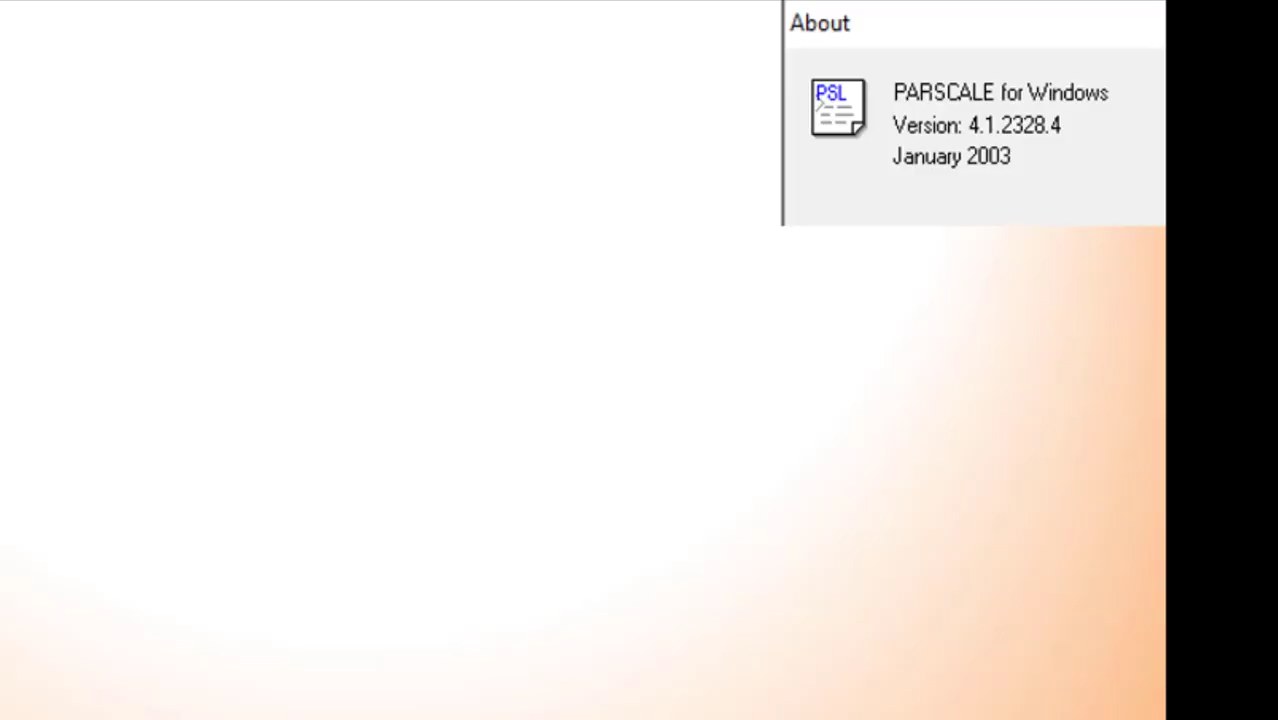 About
PSL
PARSCALE for Windows
Version: 4.1.2328.4
January 2003